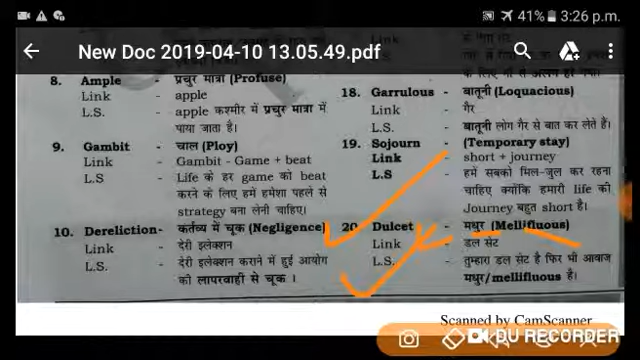 41% 3:26 p.m.
New Doc 2019-04-10 13.05.49.pdf
8. Ample - प्रचुर मात्रा (Profuse)
Link - apple
L.S. - apple कश्मीर में प्रचुर मात्रा में
पाया जाता है।
9. Gambit - चाल (Ploy)
Link - Gambit - Game + beat
L.S - Life के हर game को beat
करने के लिए हमें हमेशा पहले से
strategy बना लेनी चाहिए।
10. Dereliction- कर्तव्य में चूक (Negligence)
Link - देरी इलेक्शन
L.S. - देरी इलेक्शन कराने में हुई आयोग
की लापरवाही से चूक ।
18. Garrulous - बातूनी (Loquacious)
Link - गैर
L.S. - बातूनी लोग गैर से बात कर लेते हैं।
19. Sojourn - (Temporary stay)
Link - short + journey
L.S - हमें सबको मिल-जुल कर रहना
चाहिए क्योंकि हमारी life की
Journey बहुत short है।
20 Dulcet - मधुर (Mellifluous)
Link - डल सेट
L.S. - तुम्हारा डल सेट है फिर भी आवाज
मधुर/mellifluous है।
Scanned by CamScanner
DU RECORDER